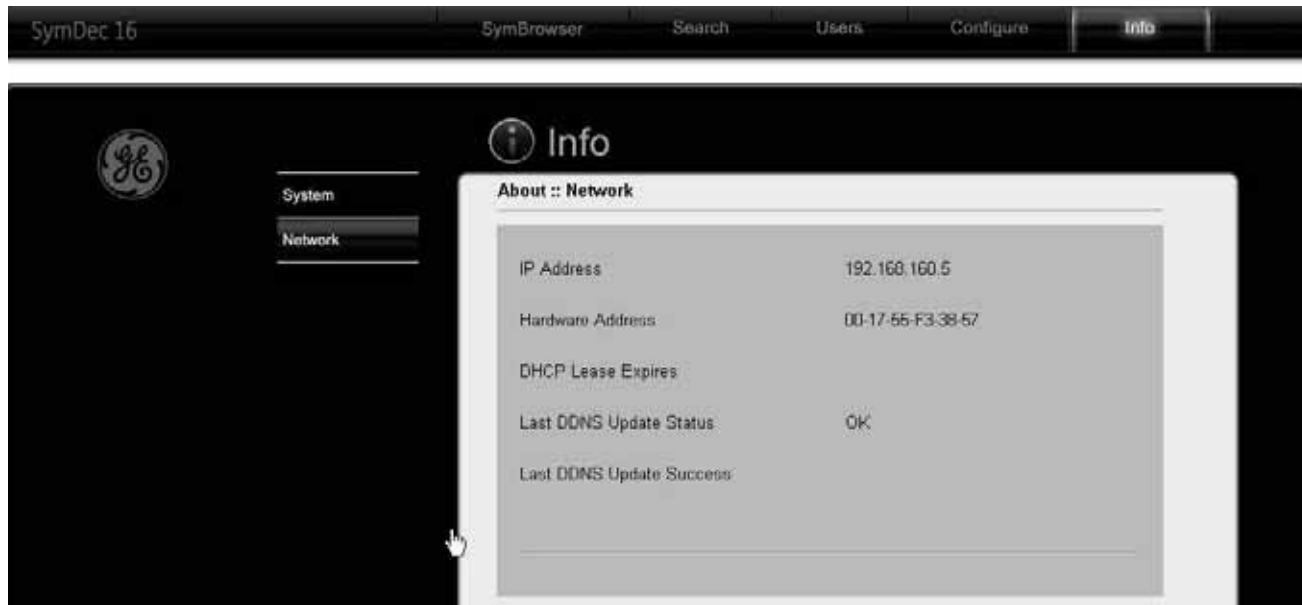 SymDec 16
SymBrowser Search Users Configure Info
GE
Info
System
Network
About :: Network
IP Address 192.168.160.5
Hardware Address 00-17-55-F3-38-57
DHCP Lease Expires
Last DDNS Update Status OK
Last DDNS Update Success